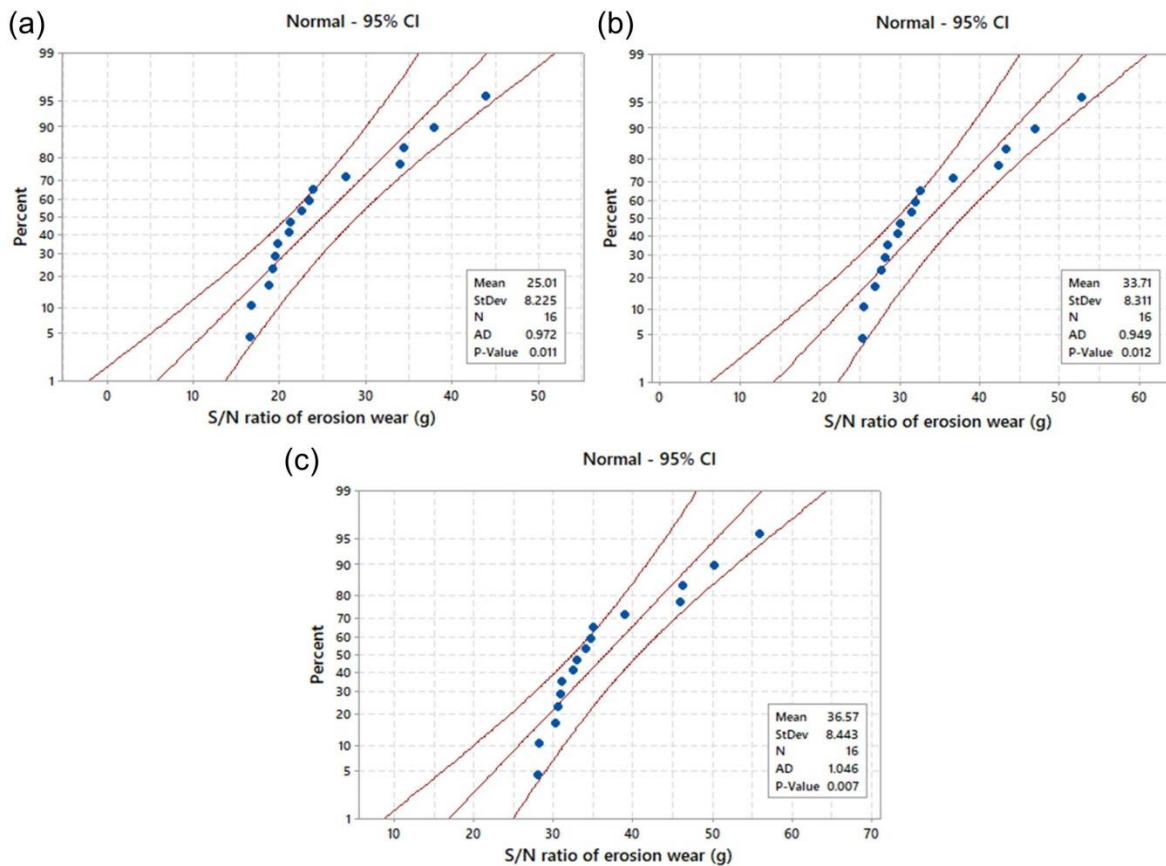 (a)
Normal - 95% CI
99
95
90
80
70
60
50
40
30
20
10
5
1
Percent
Mean 25.01
StDev 8.225
N 16
AD 0.972
P-Value 0.011
0 10 20 30 40 50
S/N ratio of erosion wear (g)
(b)
Normal - 95% CI
99
95
90
80
70
60
50
40
30
20
10
5
1
Percent
Mean 33.71
StDev 8.311
N 16
AD 0.949
P-Value 0.012
0 10 20 30 40 50 60
S/N ratio of erosion wear (g)
(c)
Normal - 95% CI
99
95
90
80
70
60
50
40
30
20
10
5
1
Percent
Mean 36.57
StDev 8.443
N 16
AD 1.046
P-Value 0.007
10 20 30 40 50 60 70
S/N ratio of erosion wear (g)